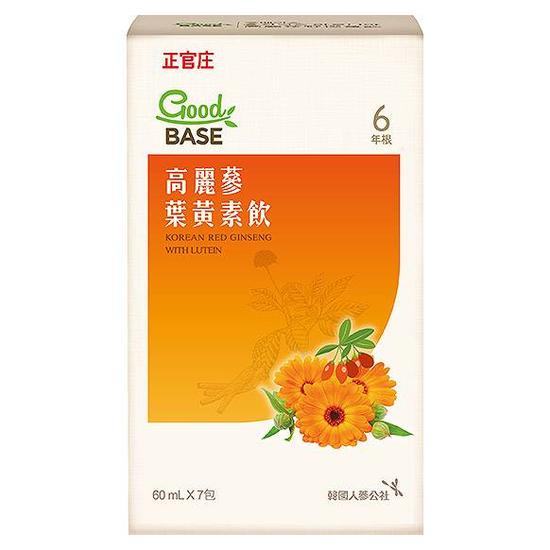 正官庄
Good
BASE
6
年根
高麗蔘
葉黃素飲
KOREAN RED GINSENG
WITH LUTEIN
60 mL X 7包
韓國人蔘公社